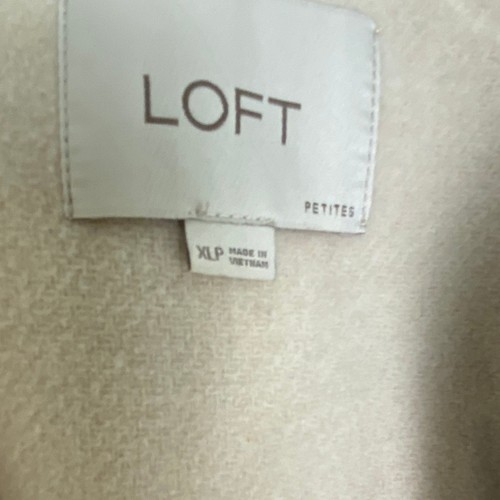 LOFT
PETITES
XLP MADE IN
VIETNAM